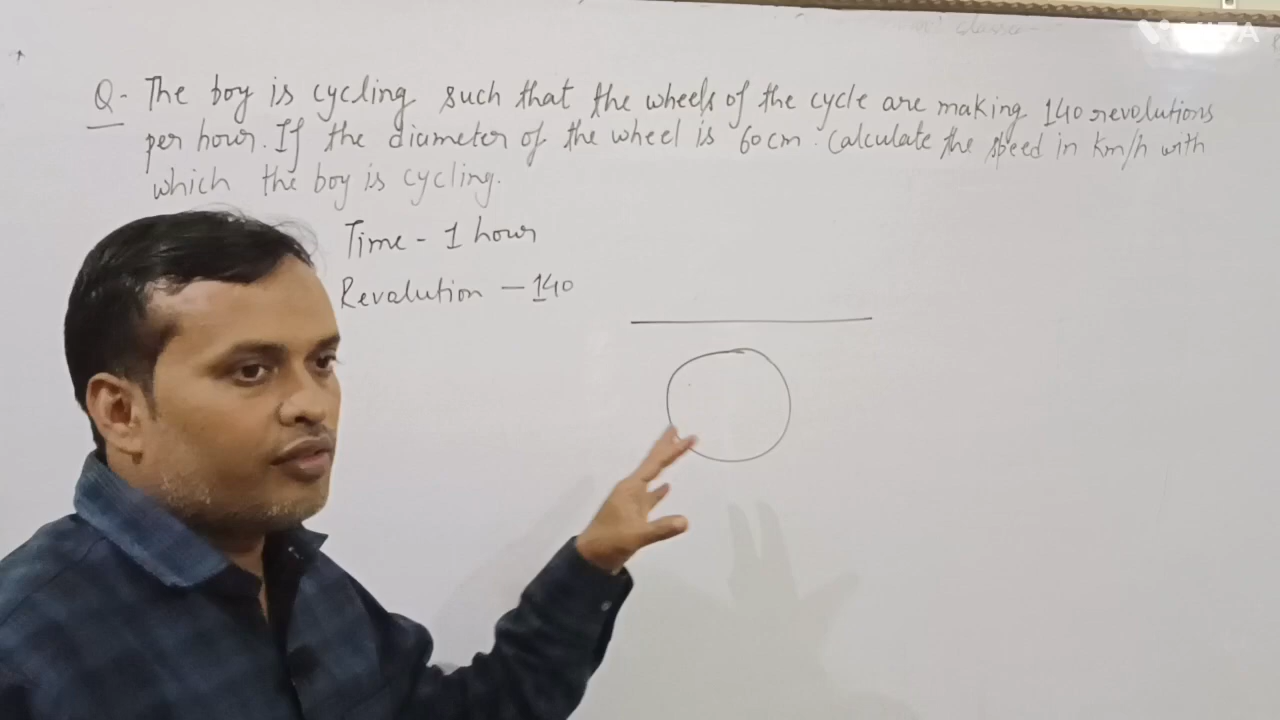 Q- The boy is cycling such that the wheels of the cycle are making 140 revolutions
per hour. If the diameter of the wheel is 60cm. Calculate the speed in km/h with
which the boy is cycling.
Time - 1 hour
Revalution - 140